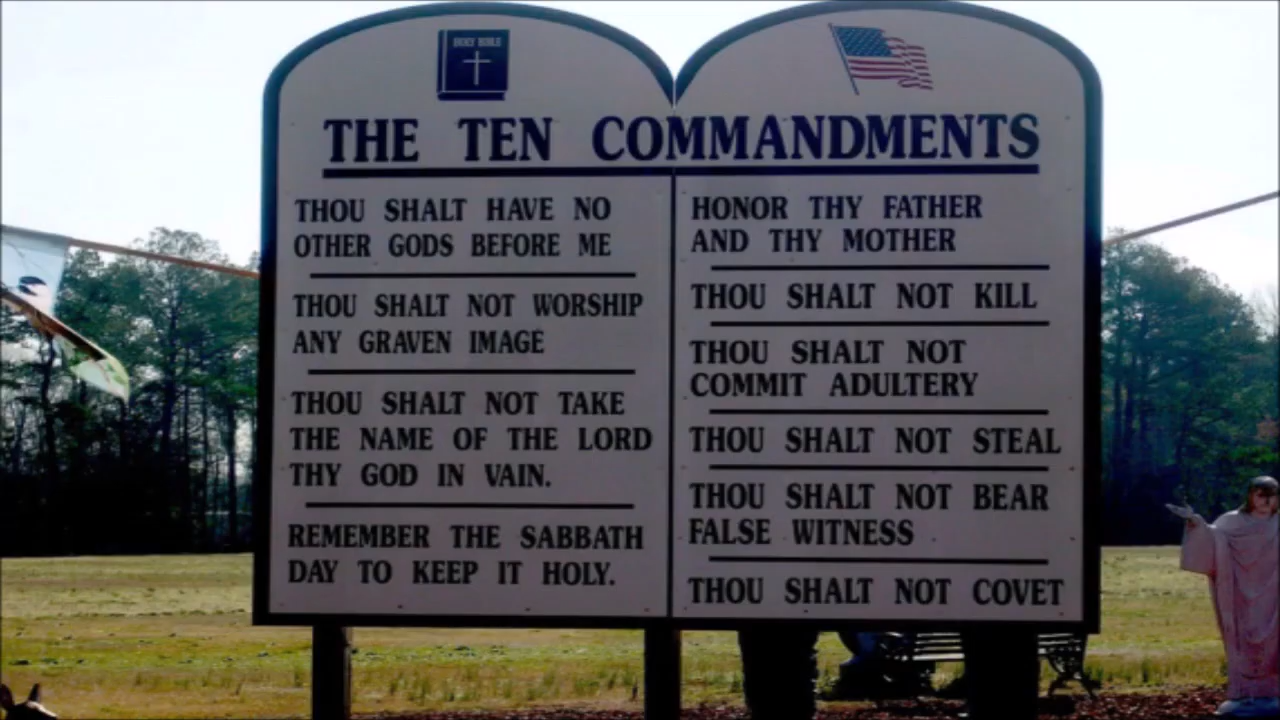 HOLY BIBLE
THE TEN COMMANDMENTS
THOU SHALT HAVE NO
OTHER GODS BEFORE ME
THOU SHALT NOT WORSHIP
ANY GRAVEN IMAGE
THOU SHALT NOT TAKE
THE NAME OF THE LORD
THY GOD IN VAIN.
REMEMBER THE SABBATH
DAY TO KEEP IT HOLY.
HONOR THY FATHER
AND THY MOTHER
THOU SHALT NOT KILL
THOU SHALT NOT
COMMIT ADULTERY
THOU SHALT NOT STEAL
THOU SHALT NOT BEAR
FALSE WITNESS
THOU SHALT NOT COVET